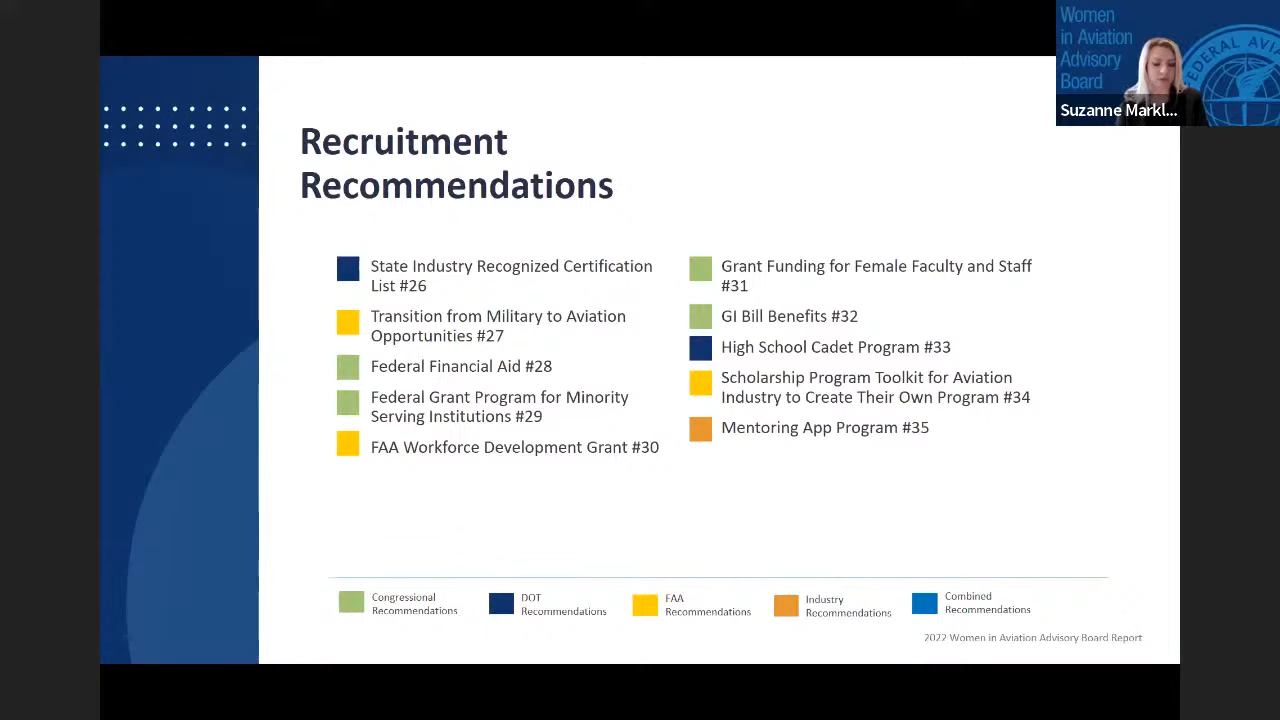 Women
in Aviation
Advisory
Board
FEDERAL AVIA
Suzanne Markl...
Recruitment
Recommendations
State Industry Recognized Certification
List #26
Transition from Military to Aviation
Opportunities #27
Federal Financial Aid #28
Federal Grant Program for Minority
Serving Institutions #29
FAA Workforce Development Grant #30
Grant Funding for Female Faculty and Staff
#31
GI Bill Benefits #32
High School Cadet Program #33
Scholarship Program Toolkit for Aviation
Industry to Create Their Own Program #34
Mentoring App Program #35
Congressional
Recommendations
DOT
Recommendations
FAA
Recommendations
Industry
Recommendations
Combined
Recommendations
2022 Women in Aviation Advisory Board Report